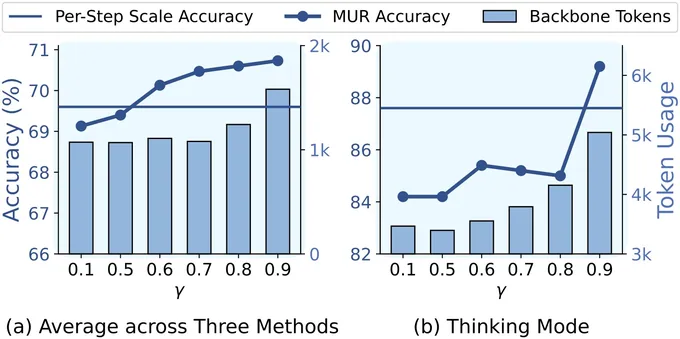 Per-Step Scale Accuracy MUR Accuracy Backbone Tokens
Accuracy (%)
71
70
69
68
67
66
2k
1k
0
0.1 0.5 0.6 0.7 0.8 0.9
γ
(a) Average across Three Methods
90
88
86
84
82
6k
5k
4k
3k
Token Usage
0.1 0.5 0.6 0.7 0.8 0.9
γ
(b) Thinking Mode